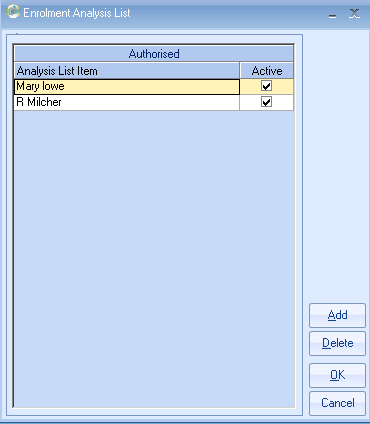 Enrolment Analysis List
Authorised
Analysis List Item Active
Mary lowe
R Milcher
Add
Delete
OK
Cancel